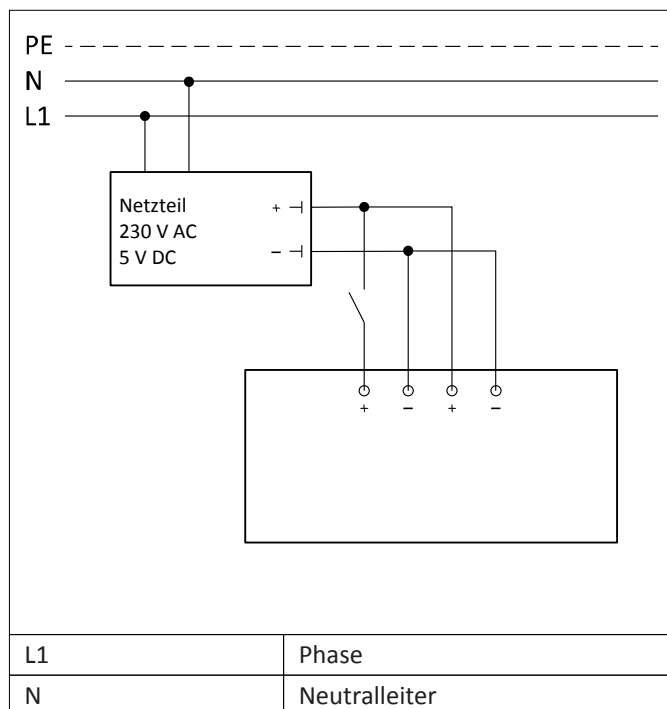 PE
N
L1
Netzteil
230 V AC
5 V DC
+
–
+ – + –
L1 Phase
N Neutralleiter